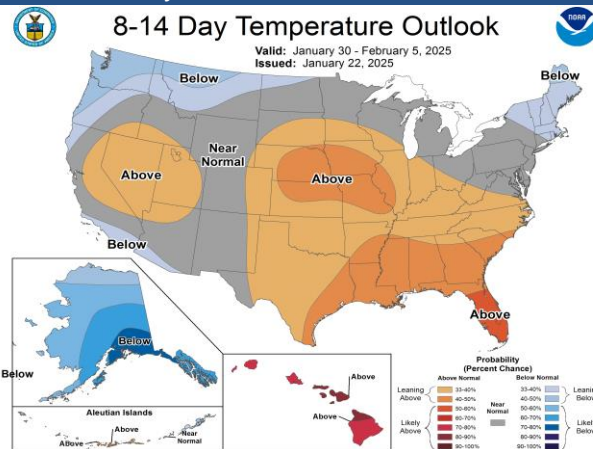 8-14 Day Temperature Outlook
NOAA
Valid: January 30 - February 5, 2025
Issued: January 22, 2025
Below
Below
Near
Normal
Above
Above
Below
Above
Below
Below
Aleutian Islands
Above
Above
Near
Normal
Above
Above
Probability
(Percent Chance)
Above Normal
Below Normal
Leaning
Above
33-40%
40-50%
Likely
Above
50-60%
60-70%
70-80%
80-90%
90-100%
Near
Normal
33-40%
40-50%
50-60%
60-70%
70-80%
80-90%
90-100%
Below
Below